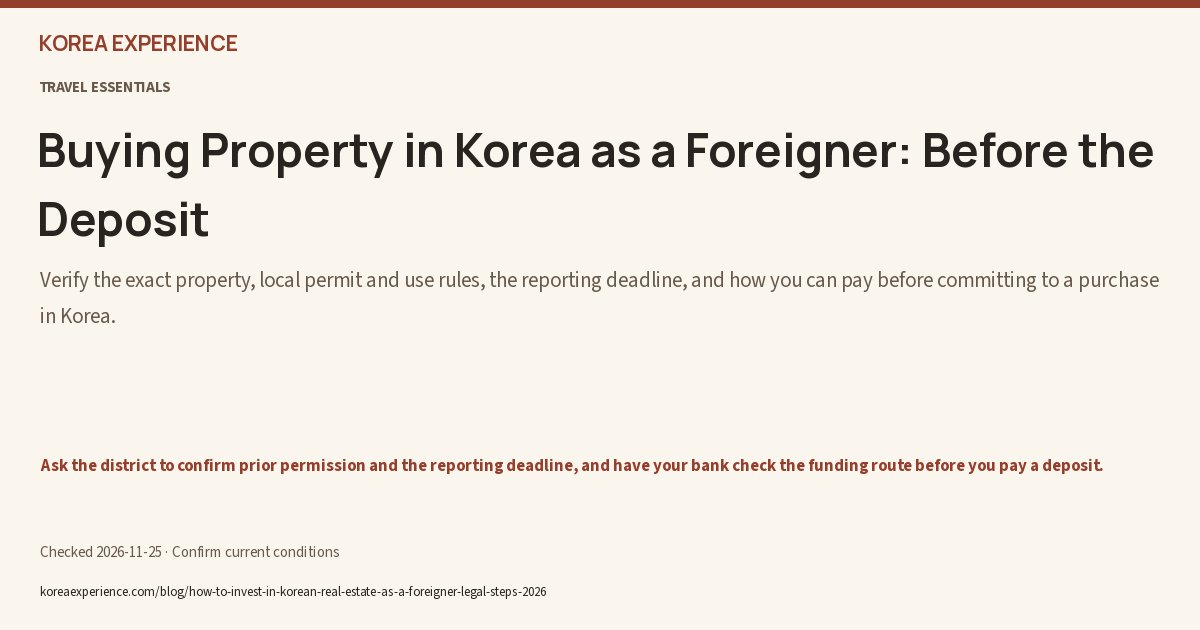 KOREA EXPERIENCE
TRAVEL ESSENTIALS
Buying Property in Korea as a Foreigner: Before the
Deposit
Verify the exact property, local permit and use rules, the reporting deadline, and how you can pay before committing to a purchase
in Korea.
Ask the district to confirm prior permission and the reporting deadline, and have your bank check the funding route before you pay a deposit.
Checked 2026-11-25 · Confirm current conditions
koreaexperience.com/blog/how-to-invest-in-korean-real-estate-as-a-foreigner-legal-steps-2026